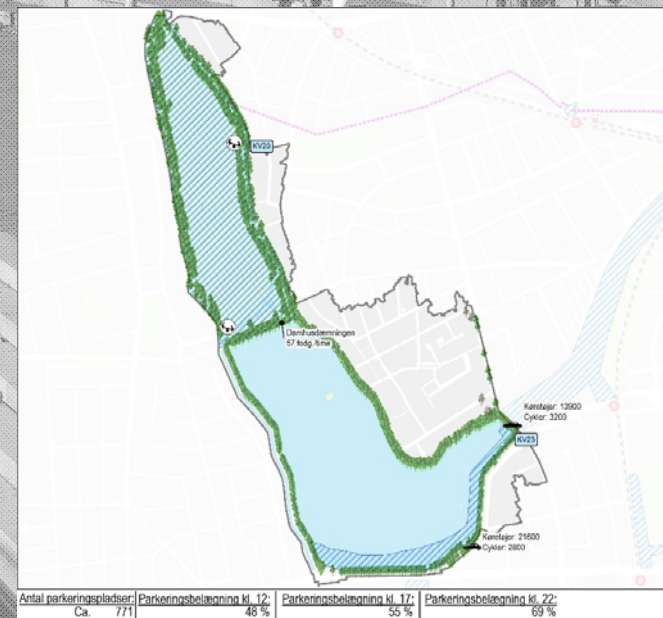 KV20
Damhusdæmningen
57 fodg./time
Køretøjer: 13900
Cykler: 3200
KV23
Køretøjer: 21600
Cykler: 2800
Antal parkeringspladser: Parkeringsbelægning kl. 12: Parkeringsbelægning kl. 17: Parkeringsbelægning kl. 22:
Ca. 771 48 % 55 % 69 %